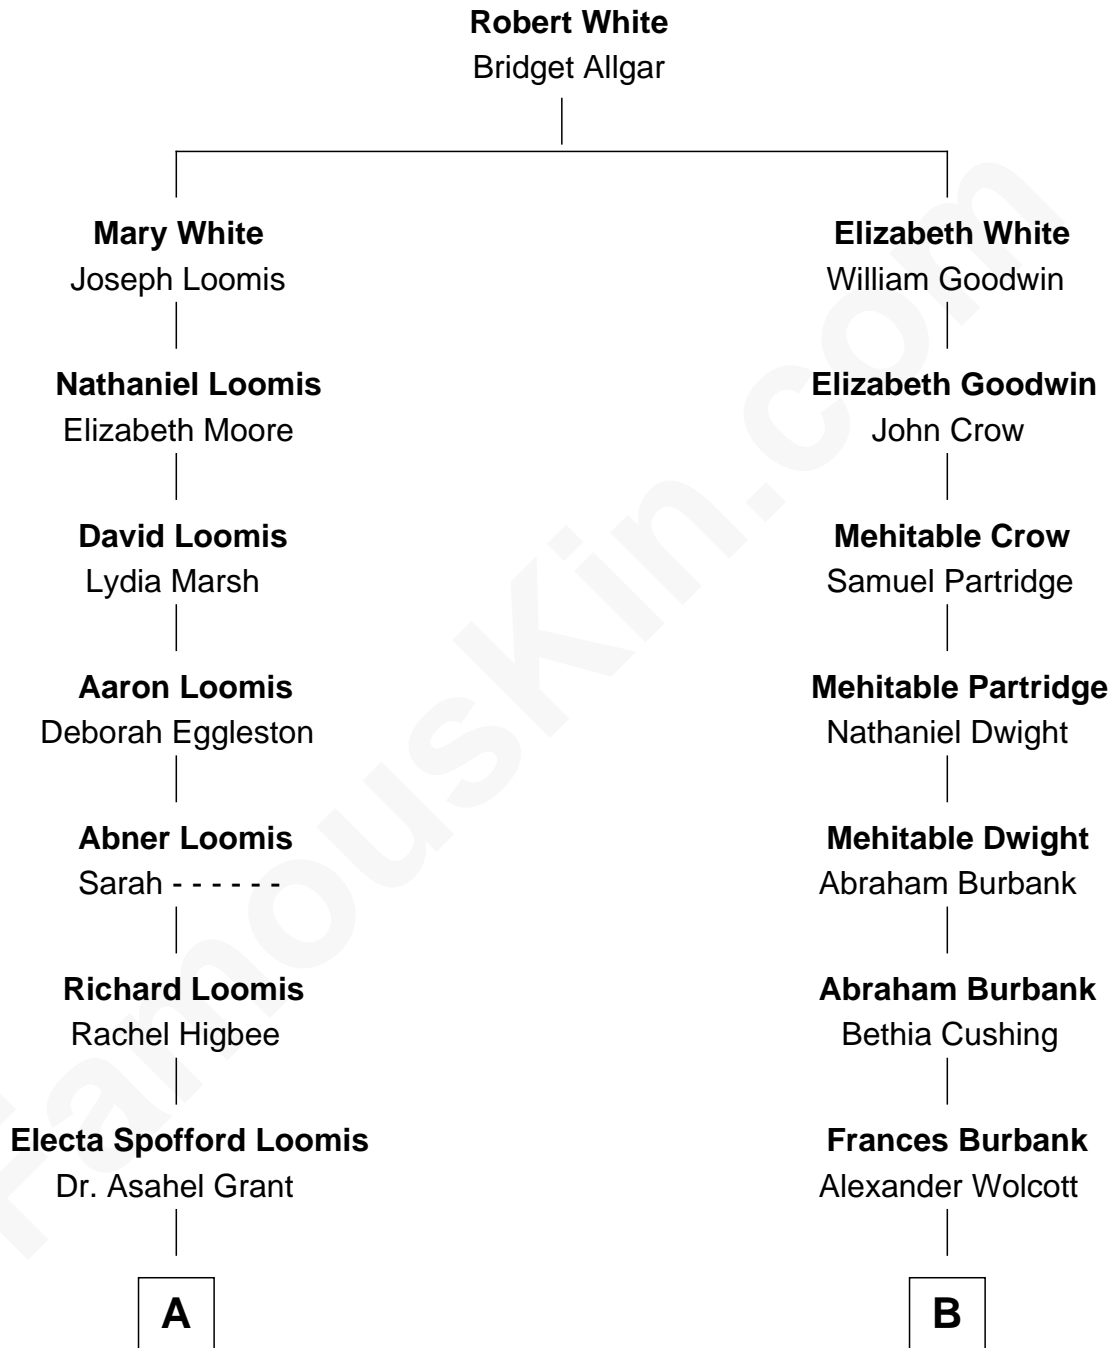 Robert White
Bridget Allgar
Mary White
Joseph Loomis
Nathaniel Loomis
Elizabeth Moore
David Loomis
Lydia Marsh
Aaron Loomis
Deborah Eggleston
Abner Loomis
Sarah - - - - - -
Richard Loomis
Rachel Higbee
Electa Spofford Loomis
Dr. Asahel Grant
A
Elizabeth White
William Goodwin
Elizabeth Goodwin
John Crow
Mehitable Crow
Samuel Partridge
Mehitable Partridge
Nathaniel Dwight
Mehitable Dwight
Abraham Burbank
Abraham Burbank
Bethia Cushing
Frances Burbank
Alexander Wolcott
B
FamousKin.com